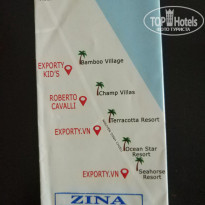 TOP Hotels
Bamboo Village
EXPORTY
KID'S
Champ Villas
ROBERTO
CAVALLI
Terracotta Resort
EXPORTY.VN
Ocean Star
Resort
EXPORTY.VN
Seahorse
Resort
ZINA